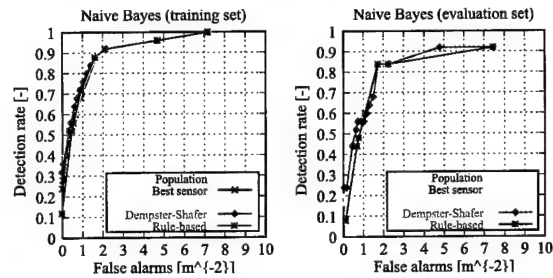 Naive Bayes (training set)
Detection rate [-]
1
0.9
0.8
0.7
0.6
0.5
0.4
0.3
0.2
0.1
0
Population
Best sensor
Dempster-Shafer
Rule-based
0 1 2 3 4 5 6 7 8 9 10
False alarms [m^{-2}]
Naive Bayes (evaluation set)
Detection rate [-]
1
0.9
0.8
0.7
0.6
0.5
0.4
0.3
0.2
0.1
0
Population
Best sensor
Dempster-Shafer
Rule-based
0 1 2 3 4 5 6 7 8 9 10
False alarms [m^{-2}]